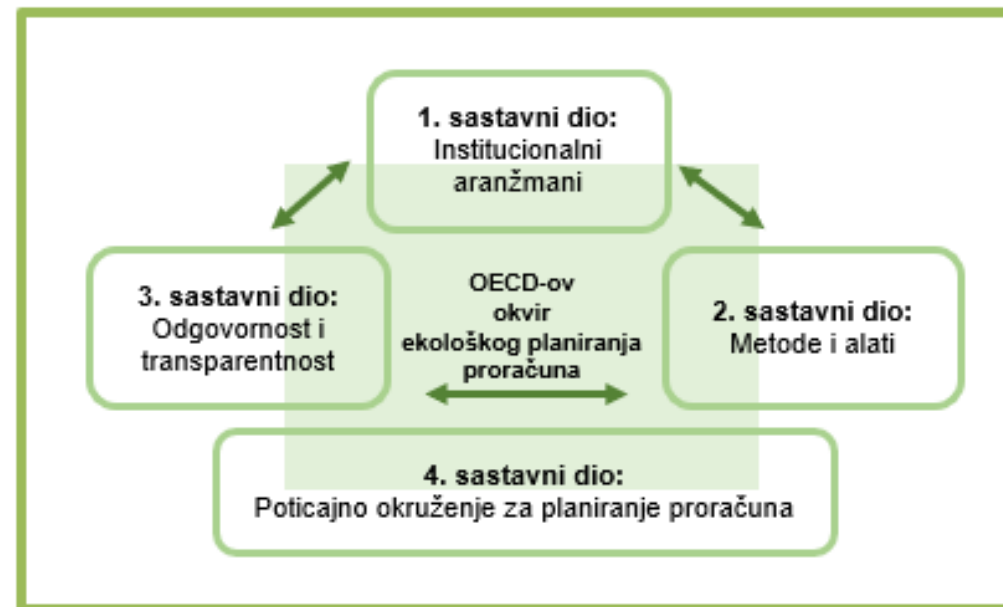 1. sastavni dio:
Institucionalni
aranžmani
3. sastavni dio:
Odgovornost i
transparentnost
OECD-ov
okvir
ekološkog planiranja
proračuna
2. sastavni dio:
Metode i alati
4. sastavni dio:
Poticajno okruženje za planiranje proračuna